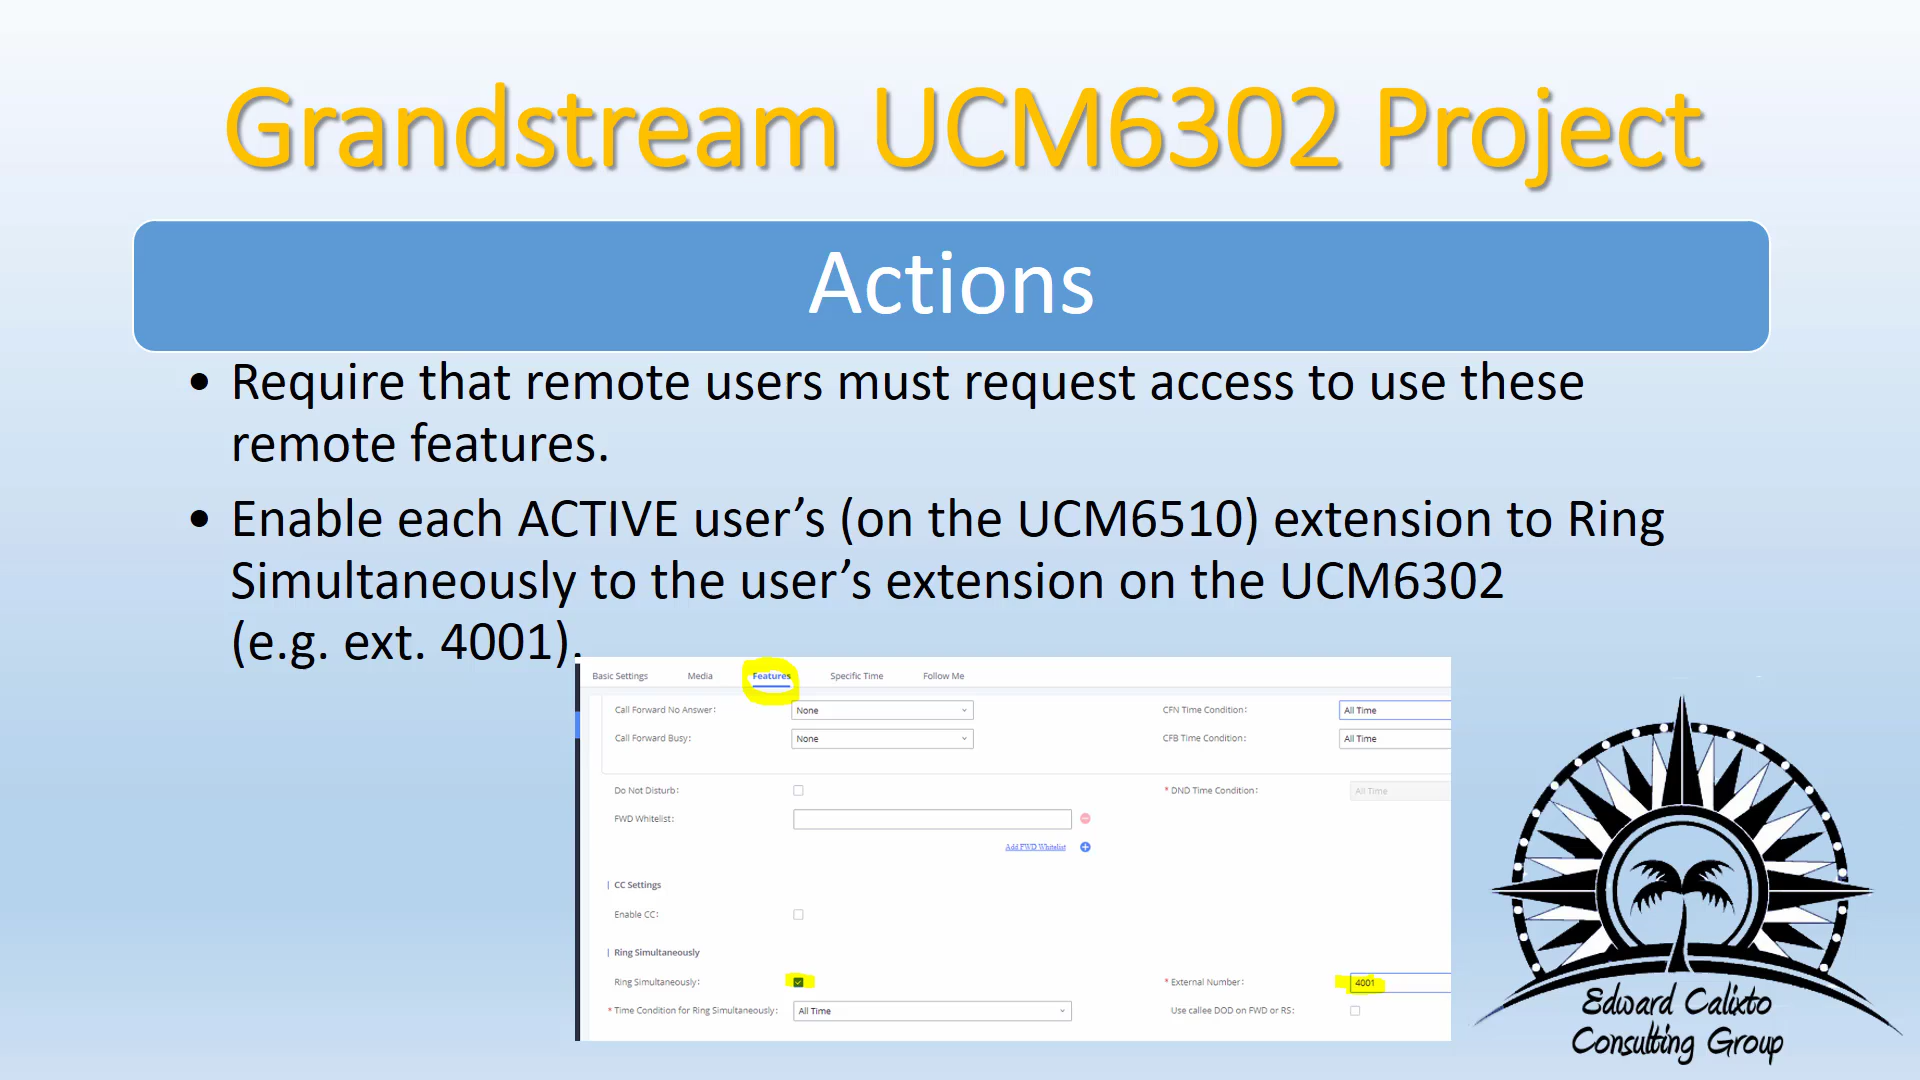 Grandstream UCM6302 Project
Actions
• Require that remote users must request access to use these
remote features.
• Enable each ACTIVE user’s (on the UCM6510) extension to Ring
Simultaneously to the user’s extension on the UCM6302
(e.g. ext. 4001).
Basic Settings Media Features Specific Time Follow Me
Call Forward No Answer: None CFN Time Condition: All Time
Call Forward Busy: None CFB Time Condition: All Time
Do Not Disturb: * DND Time Condition: All Time
FWD Whitelist:
Add FWD Whitelist
CC Settings
Enable CC:
Ring Simultaneously
Ring Simultaneously: * External Number: 4001
* Time Condition for Ring Simultaneously: All Time Use callee DOD on FWD or RS:
Edward Calixto
Consulting Group